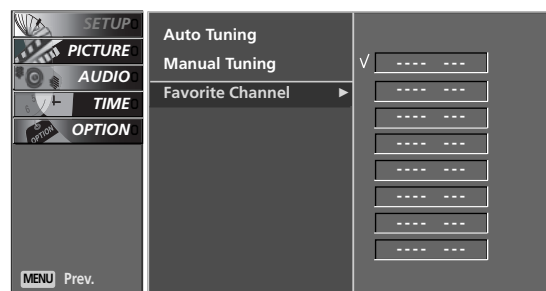 SETUP
PICTURE
AUDIO
TIME
OPTION
MENU Prev.
Auto Tuning
Manual Tuning
Favorite Channel ►
√ ---- ---
---- ---
---- ---
---- ---
---- ---
---- ---
---- ---
---- ---